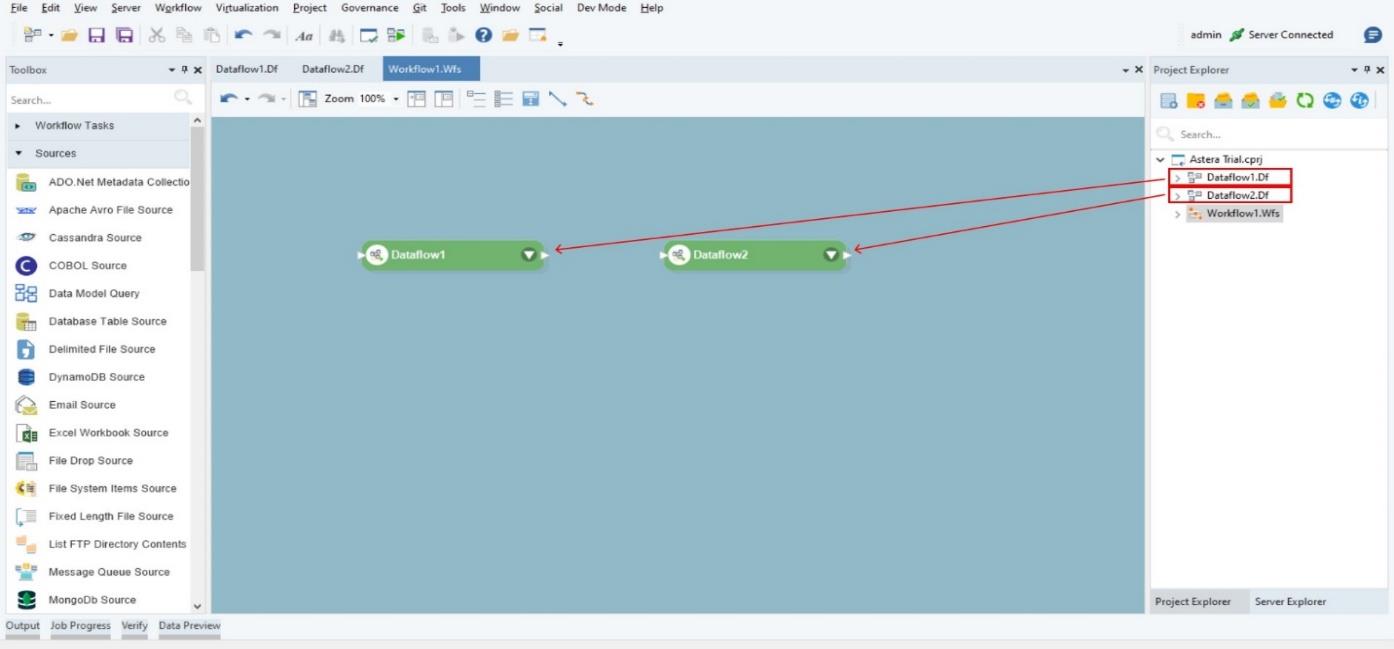 File Edit View Server Workflow Virtualization Project Governance Git Tools Window Social Dev Mode Help
Aa
admin Server Connected
Toolbox
Dataflow1.Df Dataflow2.Df Workflow1.Wfs
Project Explorer
Search...
Zoom 100%
Workflow Tasks
Sources
ADO.Net Metadata Collectio
Apache Avro File Source
Cassandra Source
COBOL Source
Data Model Query
Database Table Source
Delimited File Source
DynamoDB Source
Email Source
Excel Workbook Source
File Drop Source
File System Items Source
Fixed Length File Source
List FTP Directory Contents
Message Queue Source
MongoDb Source
Dataflow1
Dataflow2
Search...
Astera Trial.cprj
Dataflow1.Df
Dataflow2.Df
Workflow1.Wfs
Project Explorer Server Explorer
Output Job Progress Verify Data Preview